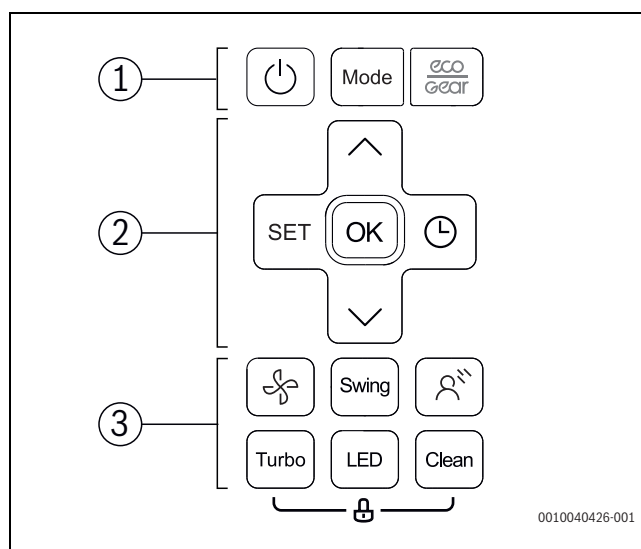 1
Mode
eco
Gear
2
SET
OK
3
Swing
Turbo
LED
Clean
0010040426-001